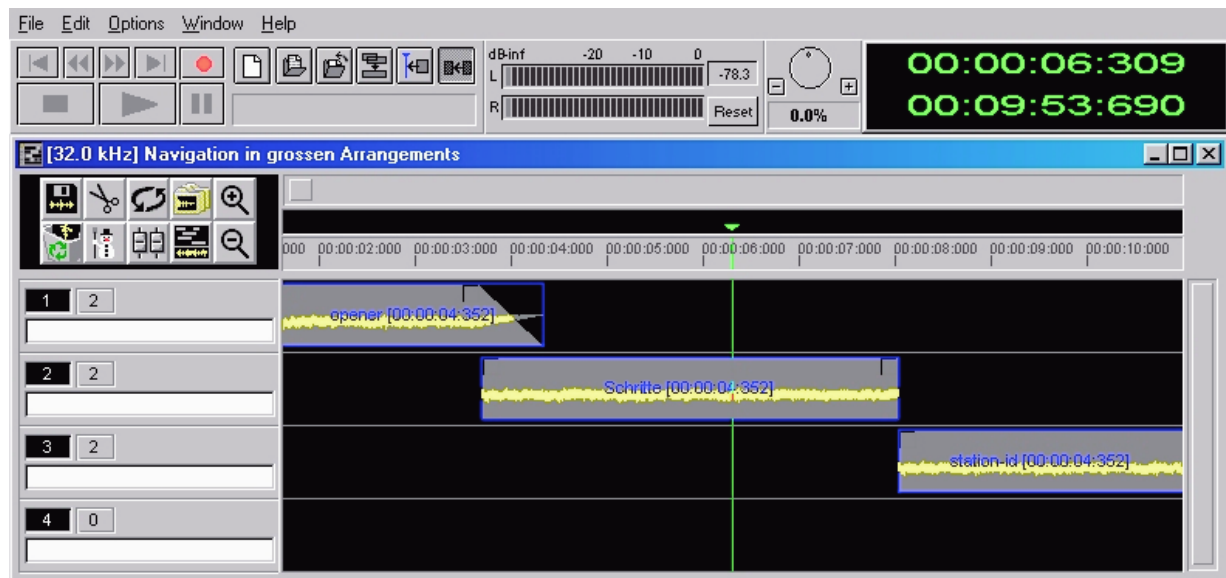 File Edit Options Window Help
dB-inf -20 -10 0
L -78.3
R Reset
0.0%
00:00:06:309
00:09:53:690
[32.0 kHz] Navigation in grossen Arrangements
000 00:00:02:000 00:00:03:000 00:00:04:000 00:00:05:000 00:00:06:000 00:00:07:000 00:00:08:000 00:00:09:000 00:00:10:000
1 2
opener [00:00:04:352]
2 2
Schritte [00:00:04:352]
3 2
station-id [00:00:04:352]
4 0